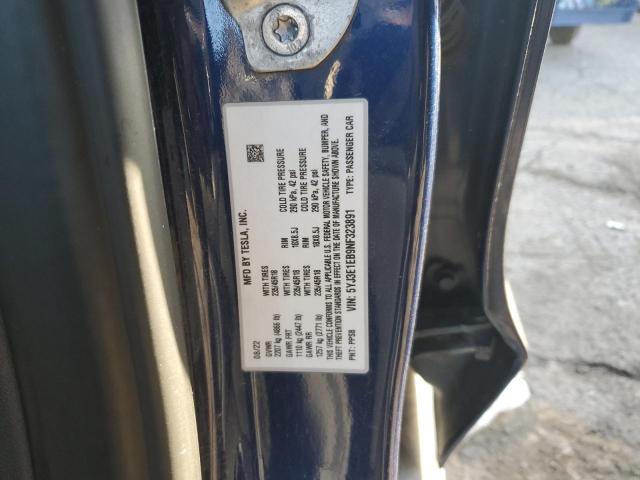 MFD BY TESLA, INC.
08/22
GVWR
2207 kg (4866 lb)
WITH TIRES
235/45R18
RIM
18X8.5J
COLD TIRE PRESSURE
290 kPa, 42 psi
GAWR FRT
1110 kg (2447 lb)
WITH TIRES
235/45R18
RIM
18X8.5J
COLD TIRE PRESSURE
290 kPa, 42 psi
GAWR RR
1257 kg (2771 lb)
WITH TIRES
235/45R18
THIS VEHICLE CONFORMS TO ALL APPLICABLE U.S. FEDERAL MOTOR VEHICLE SAFETY, BUMPER, AND
THEFT PREVENTION STANDARDS IN EFFECT ON DATE OF MANUFACTURE SHOWN ABOVE.
PNT: PPSB VIN: 5YJ3E1EB9NF323891 TYPE: PASSENGER CAR